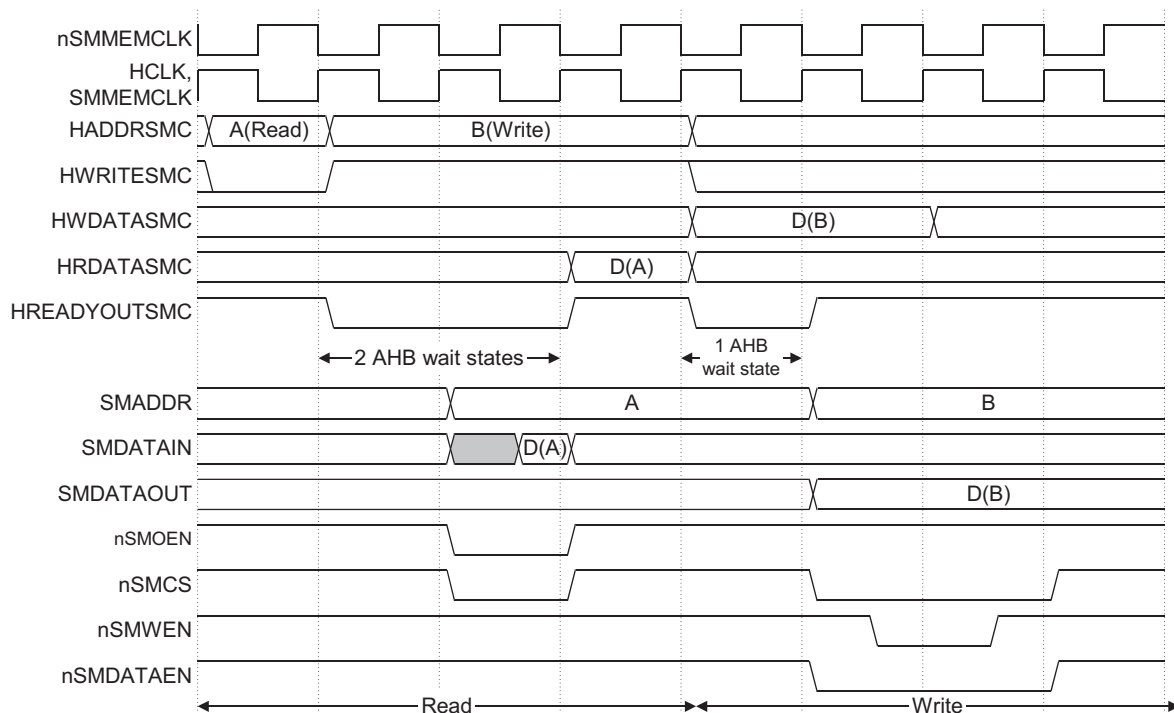 nSMMEMCLK
HCLK,
SMMEMCLK
HADDRSMC A(Read) B(Write)
HWRITESMC
HWDATASMC D(B)
HRDATASMC D(A)
HREADYOUTSMC
2 AHB wait states
1 AHB
wait state
SMADDR A B
SMDATAIN D(A)
SMDATAOUT D(B)
nSMOEN
nSMCS
nSMWEN
nSMDATAEN
Read Write